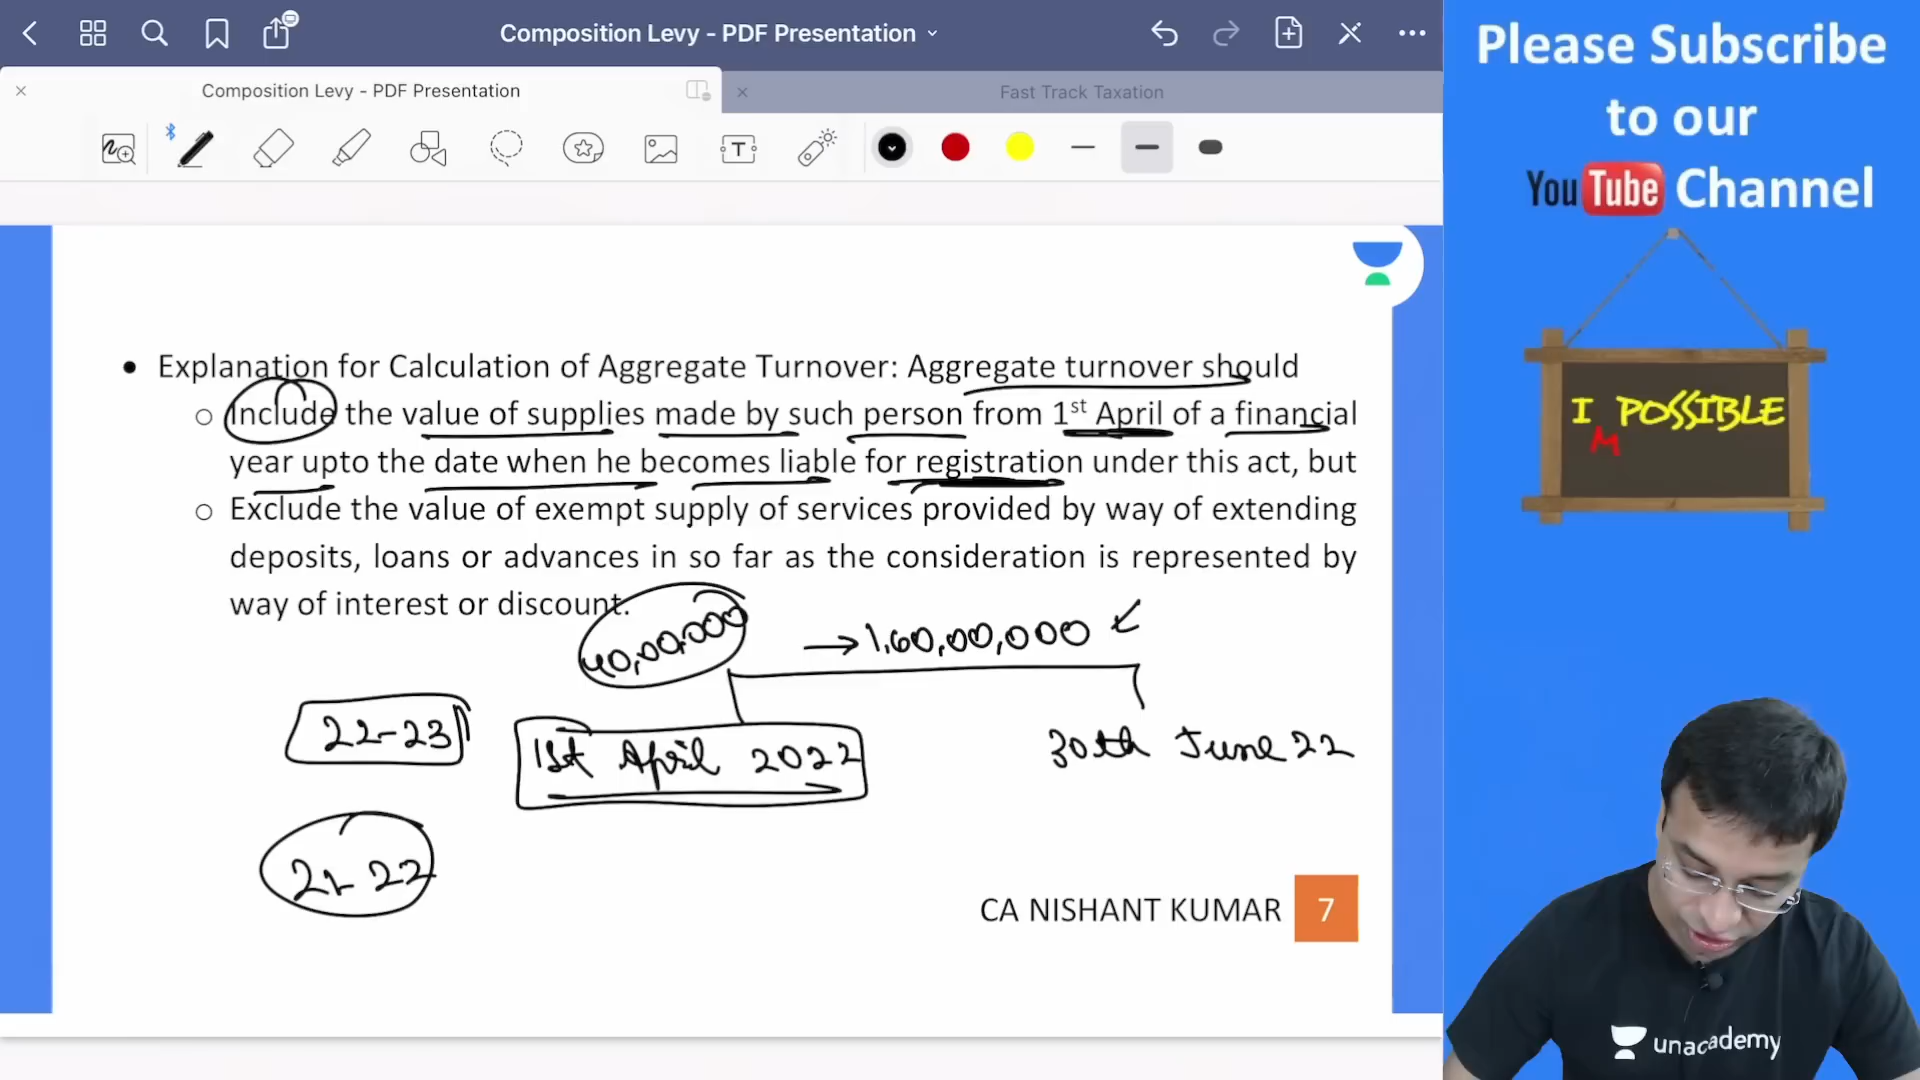 Composition Levy - PDF Presentation
Composition Levy - PDF Presentation
Fast Track Taxation
T
Please Subscribe
to our
YouTube Channel
I POSSIBLE
M
• Explanation for Calculation of Aggregate Turnover: Aggregate turnover should
o Include the value of supplies made by such person from 1st April of a financial
year upto the date when he becomes liable for registration under this act, but
o Exclude the value of exempt supply of services provided by way of extending
deposits, loans or advances in so far as the consideration is represented by
way of interest or discount.
40,00,000 → 1,60,00,000
22-23
1st April 2022
30th June 22
21-22
CA NISHANT KUMAR 7
unacademy